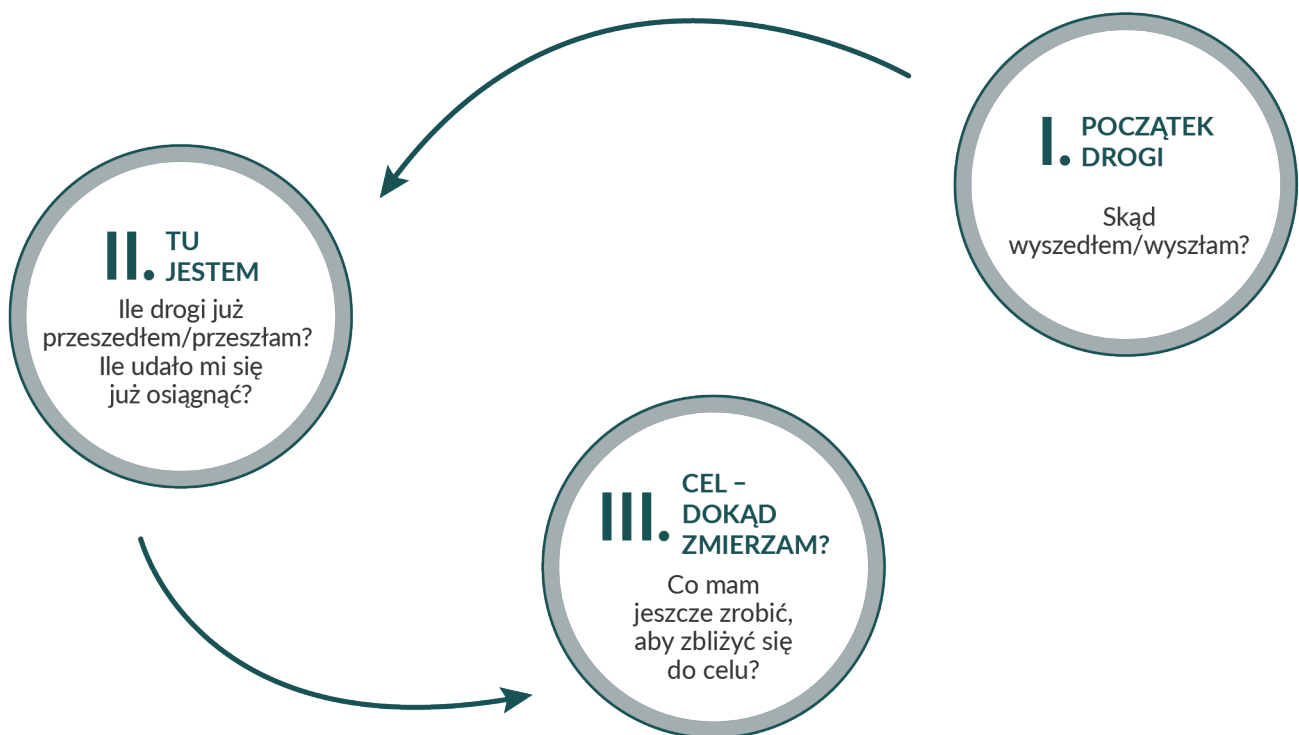 I. POCZĄTEK
DROGI
Skąd
wyszedłem/wyszłam?
II. TU
JESTEM
Ile drogi już
przeszedłem/przeszłam?
Ile udało mi się
już osiągnąć?
III. CEL –
DOKĄD
ZMIERZAM?
Co mam
jeszcze zrobić,
aby zbliżyć się
do celu?